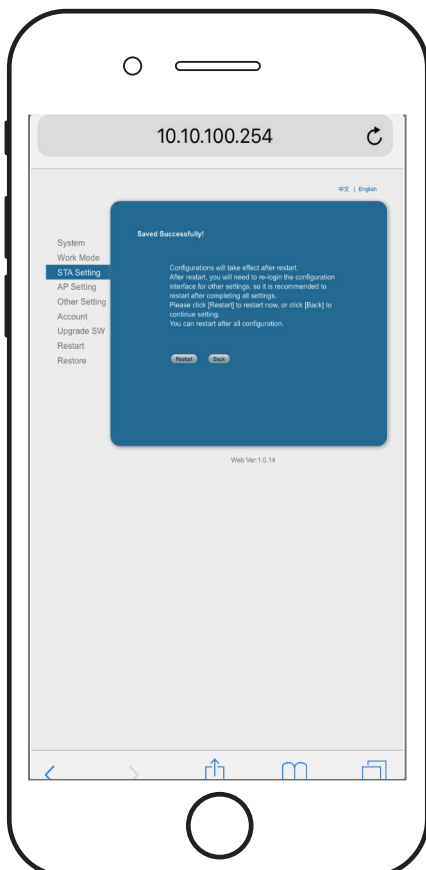 10.10.100.254
中文 | English
System
Work Mode
STA Setting
AP Setting
Other Setting
Account
Upgrade SW
Restart
Restore
Saved Successfully!
Configurations will take effect after restart.
After restart, you will need to re-login the configuration
interface for other settings, so it is recommended to
restart after completing all settings.
Please click [Restart] to restart now, or click [Back] to
continue setting.
You can restart after all configuration.
Restart Back
Web Ver:1.0.14